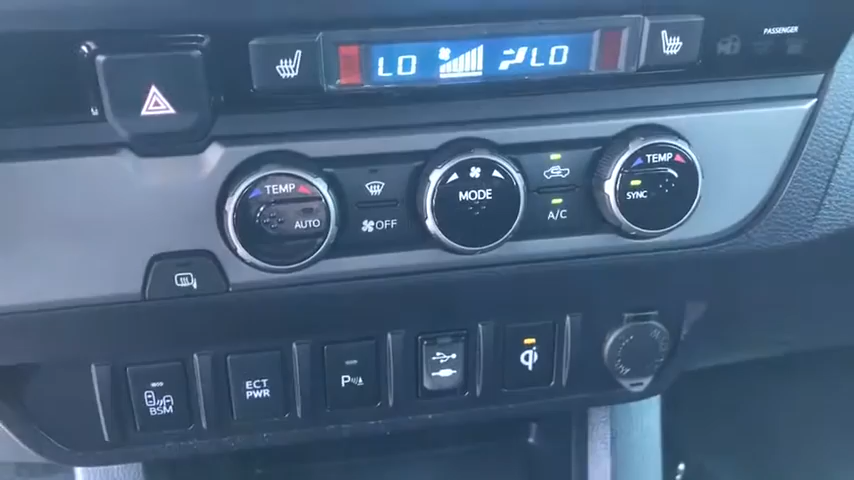 PASSENGER
LO LO
TEMP
AUTO
OFF
MODE
A/C
TEMP
SYNC
BSM
ECT
PWR
P